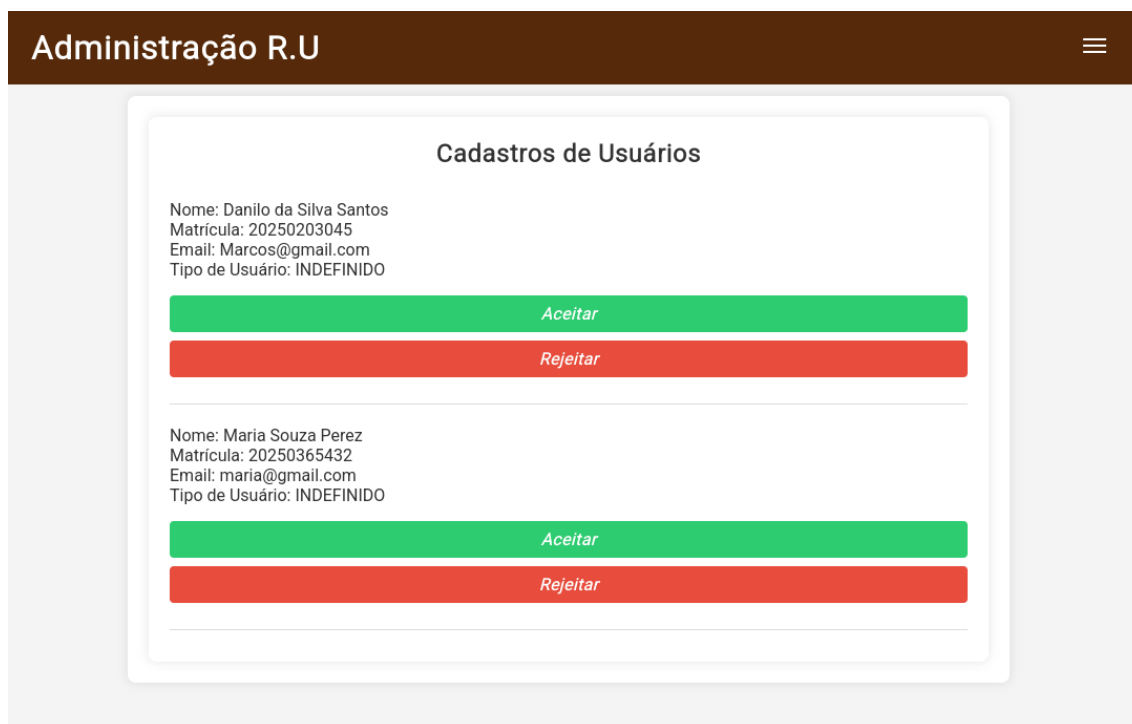 Administração R.U
Cadastros de Usuários
Nome: Danilo da Silva Santos
Matrícula: 20250203045
Email: Marcos@gmail.com
Tipo de Usuário: INDEFINIDO
Aceitar
Rejeitar
Nome: Maria Souza Perez
Matrícula: 20250365432
Email: maria@gmail.com
Tipo de Usuário: INDEFINIDO
Aceitar
Rejeitar